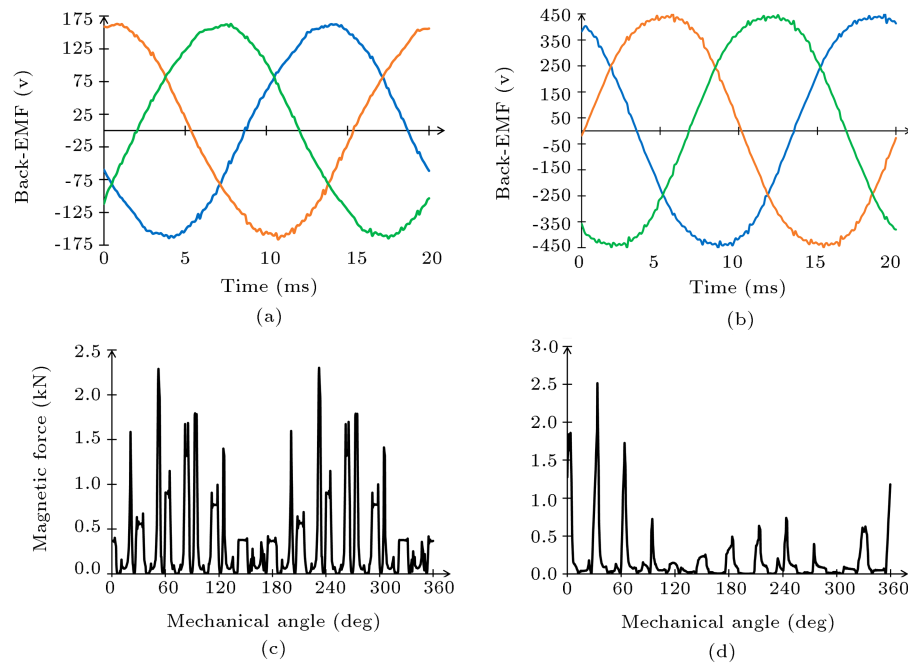 175
125
75
25
-25
-75
-125
-175
Back-EMF (v)
0 5 10 15 20
Time (ms)
(a)
450
350
250
150
50
-50
-150
-250
-350
-450
Back-EMF (v)
0 5 10 15 20
Time (ms)
(b)
2.5
2.0
1.5
1.0
0.5
0.0
Magnetic force (kN)
0 60 120 180 240 300 360
Mechanical angle (deg)
(c)
3.0
2.5
2.0
1.5
1.0
0.5
0.0
0 60 120 180 240 300 360
Mechanical angle (deg)
(d)